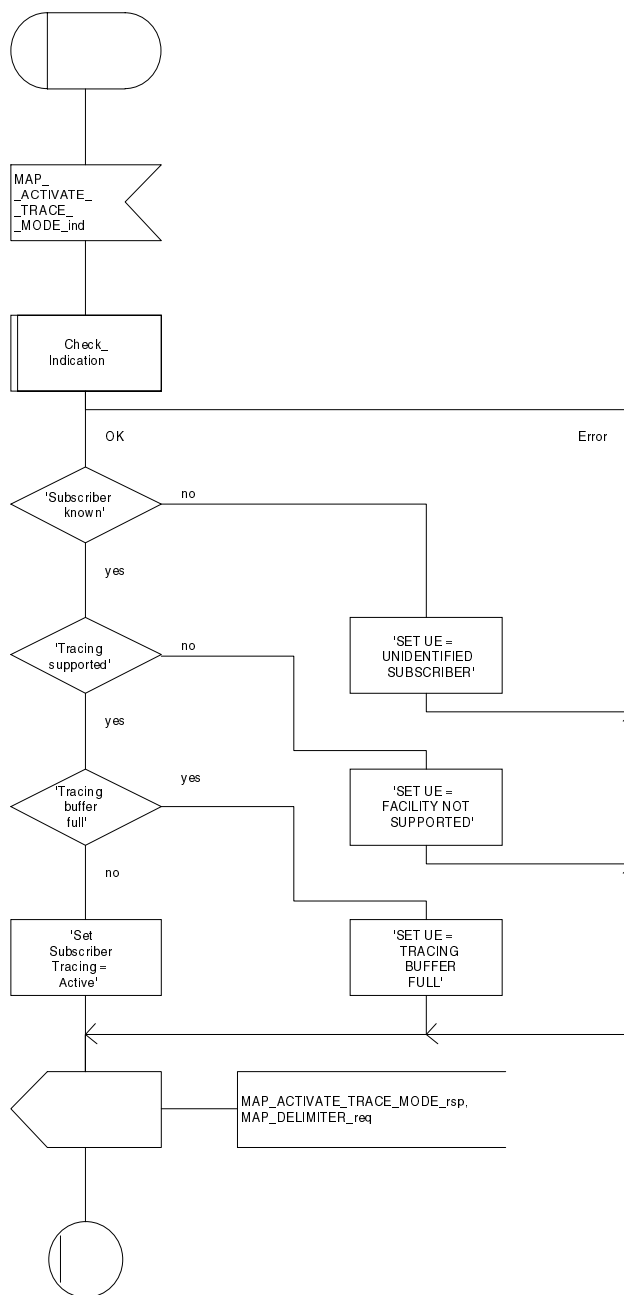 MAP_
_ACTIVATE_
_TRACE_
_MODE_ind
Check_
Indication
OK
Error
'Subscriber
known'
no
yes
'Tracing
supported'
no
'SET UE =
UNIDENTIFIED
SUBSCRIBER'
yes
'Tracing
buffer
full'
yes
'SET UE =
FACILITY NOT
SUPPORTED'
no
'Set
Subscriber
Tracing =
Active'
'SET UE =
TRACING
BUFFER
FULL'
MAP_ACTIVATE_TRACE_MODE_rsp,
MAP_DELIMITER_req